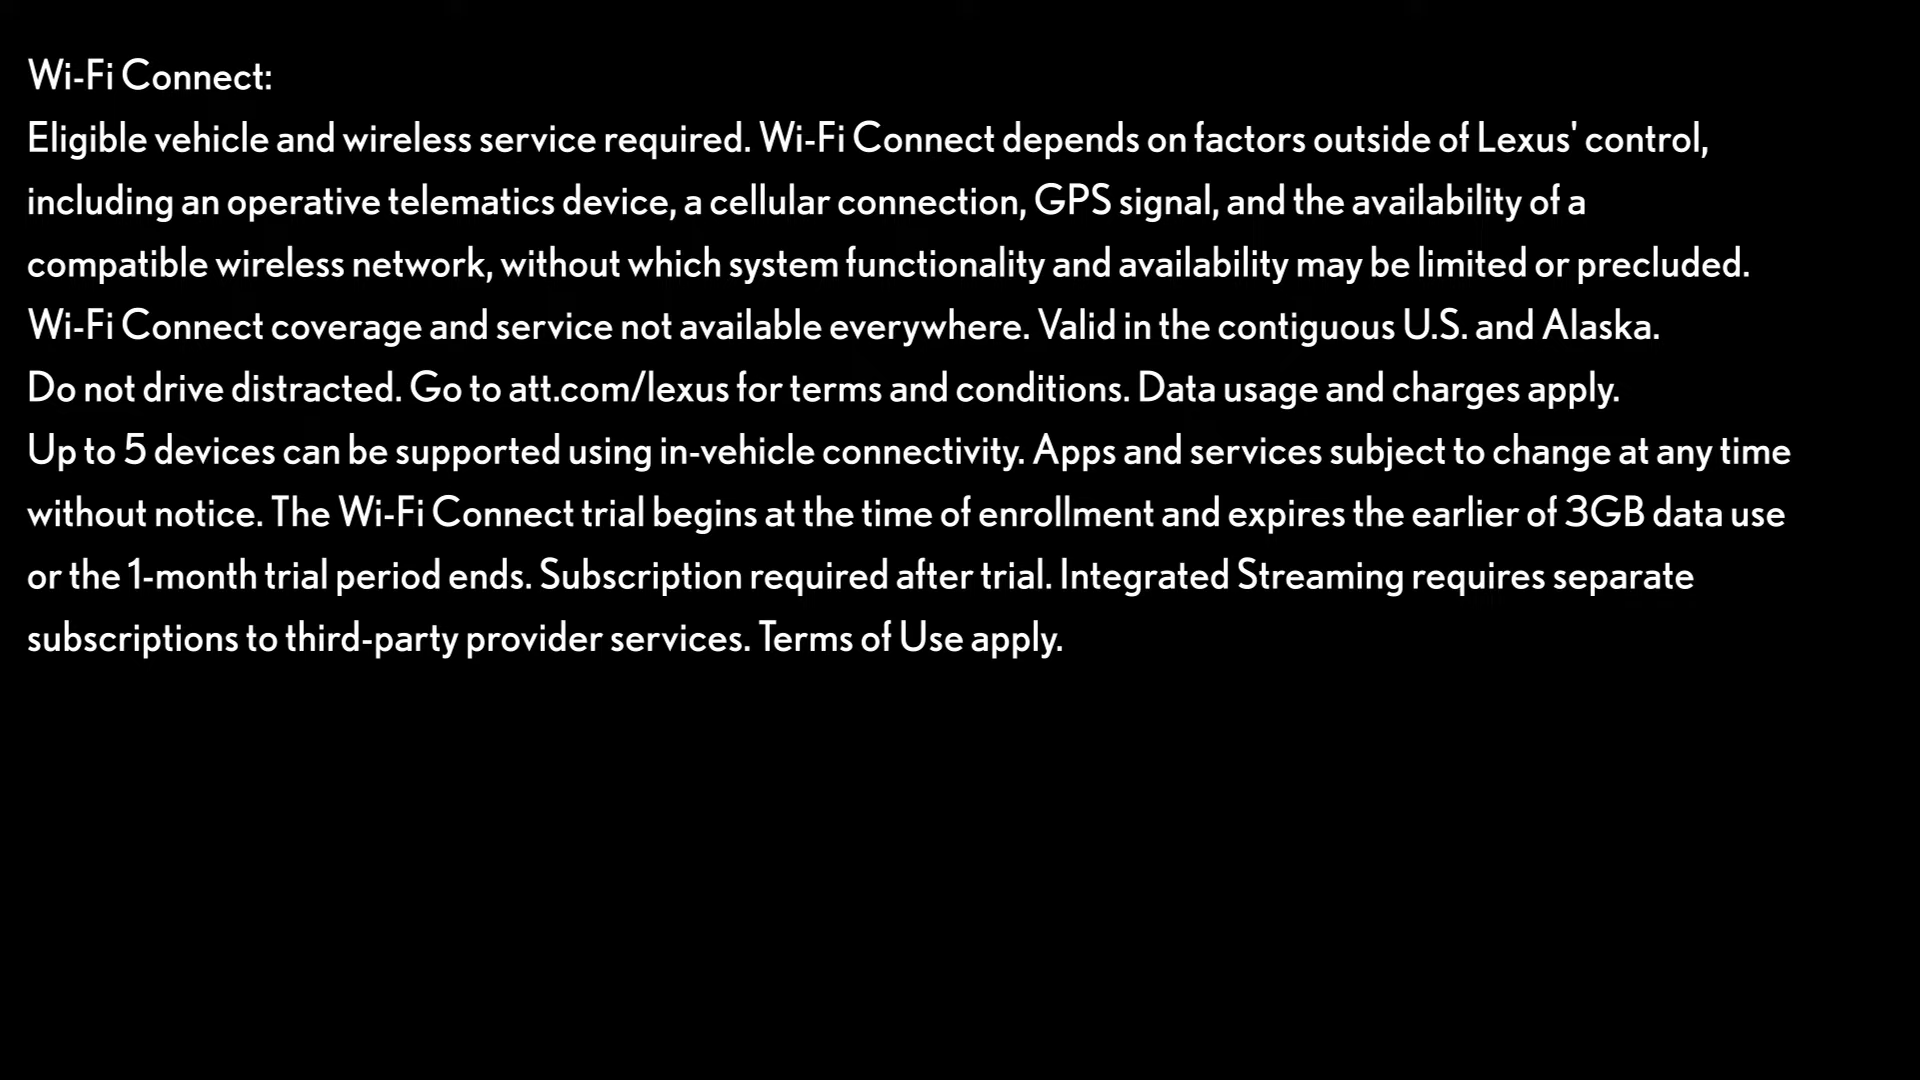 Wi-Fi Connect:
Eligible vehicle and wireless service required. Wi-Fi Connect depends on factors outside of Lexus' control,
including an operative telematics device, a cellular connection, GPS signal, and the availability of a
compatible wireless network, without which system functionality and availability may be limited or precluded.
Wi-Fi Connect coverage and service not available everywhere. Valid in the contiguous U.S. and Alaska.
Do not drive distracted. Go to att.com/lexus for terms and conditions. Data usage and charges apply.
Up to 5 devices can be supported using in-vehicle connectivity. Apps and services subject to change at any time
without notice. The Wi-Fi Connect trial begins at the time of enrollment and expires the earlier of 3GB data use
or the 1-month trial period ends. Subscription required after trial. Integrated Streaming requires separate
subscriptions to third-party provider services. Terms of Use apply.